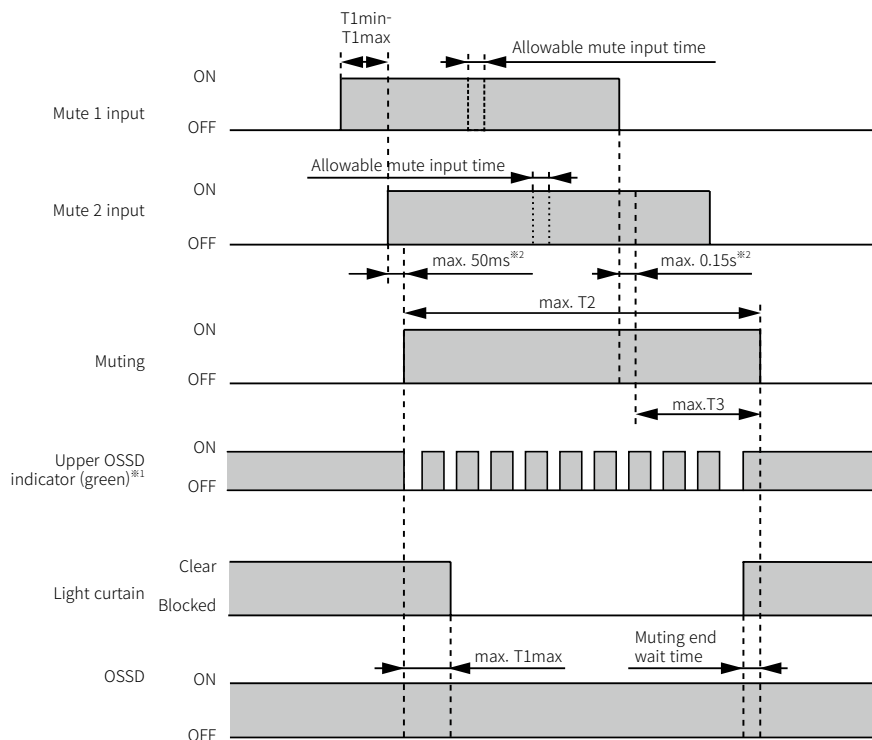 T1min-
T1max
Allowable mute input time
ON
Mute 1 input
OFF
Allowable mute input time
ON
Mute 2 input
OFF
max. 50ms※2
max. 0.15s※2
max. T2
ON
Muting
OFF
max.T3
ON
Upper OSSD
indicator (green)※1
OFF
Clear
Light curtain
Blocked
Muting end
wait time
max. T1max
OSSD
ON
OFF